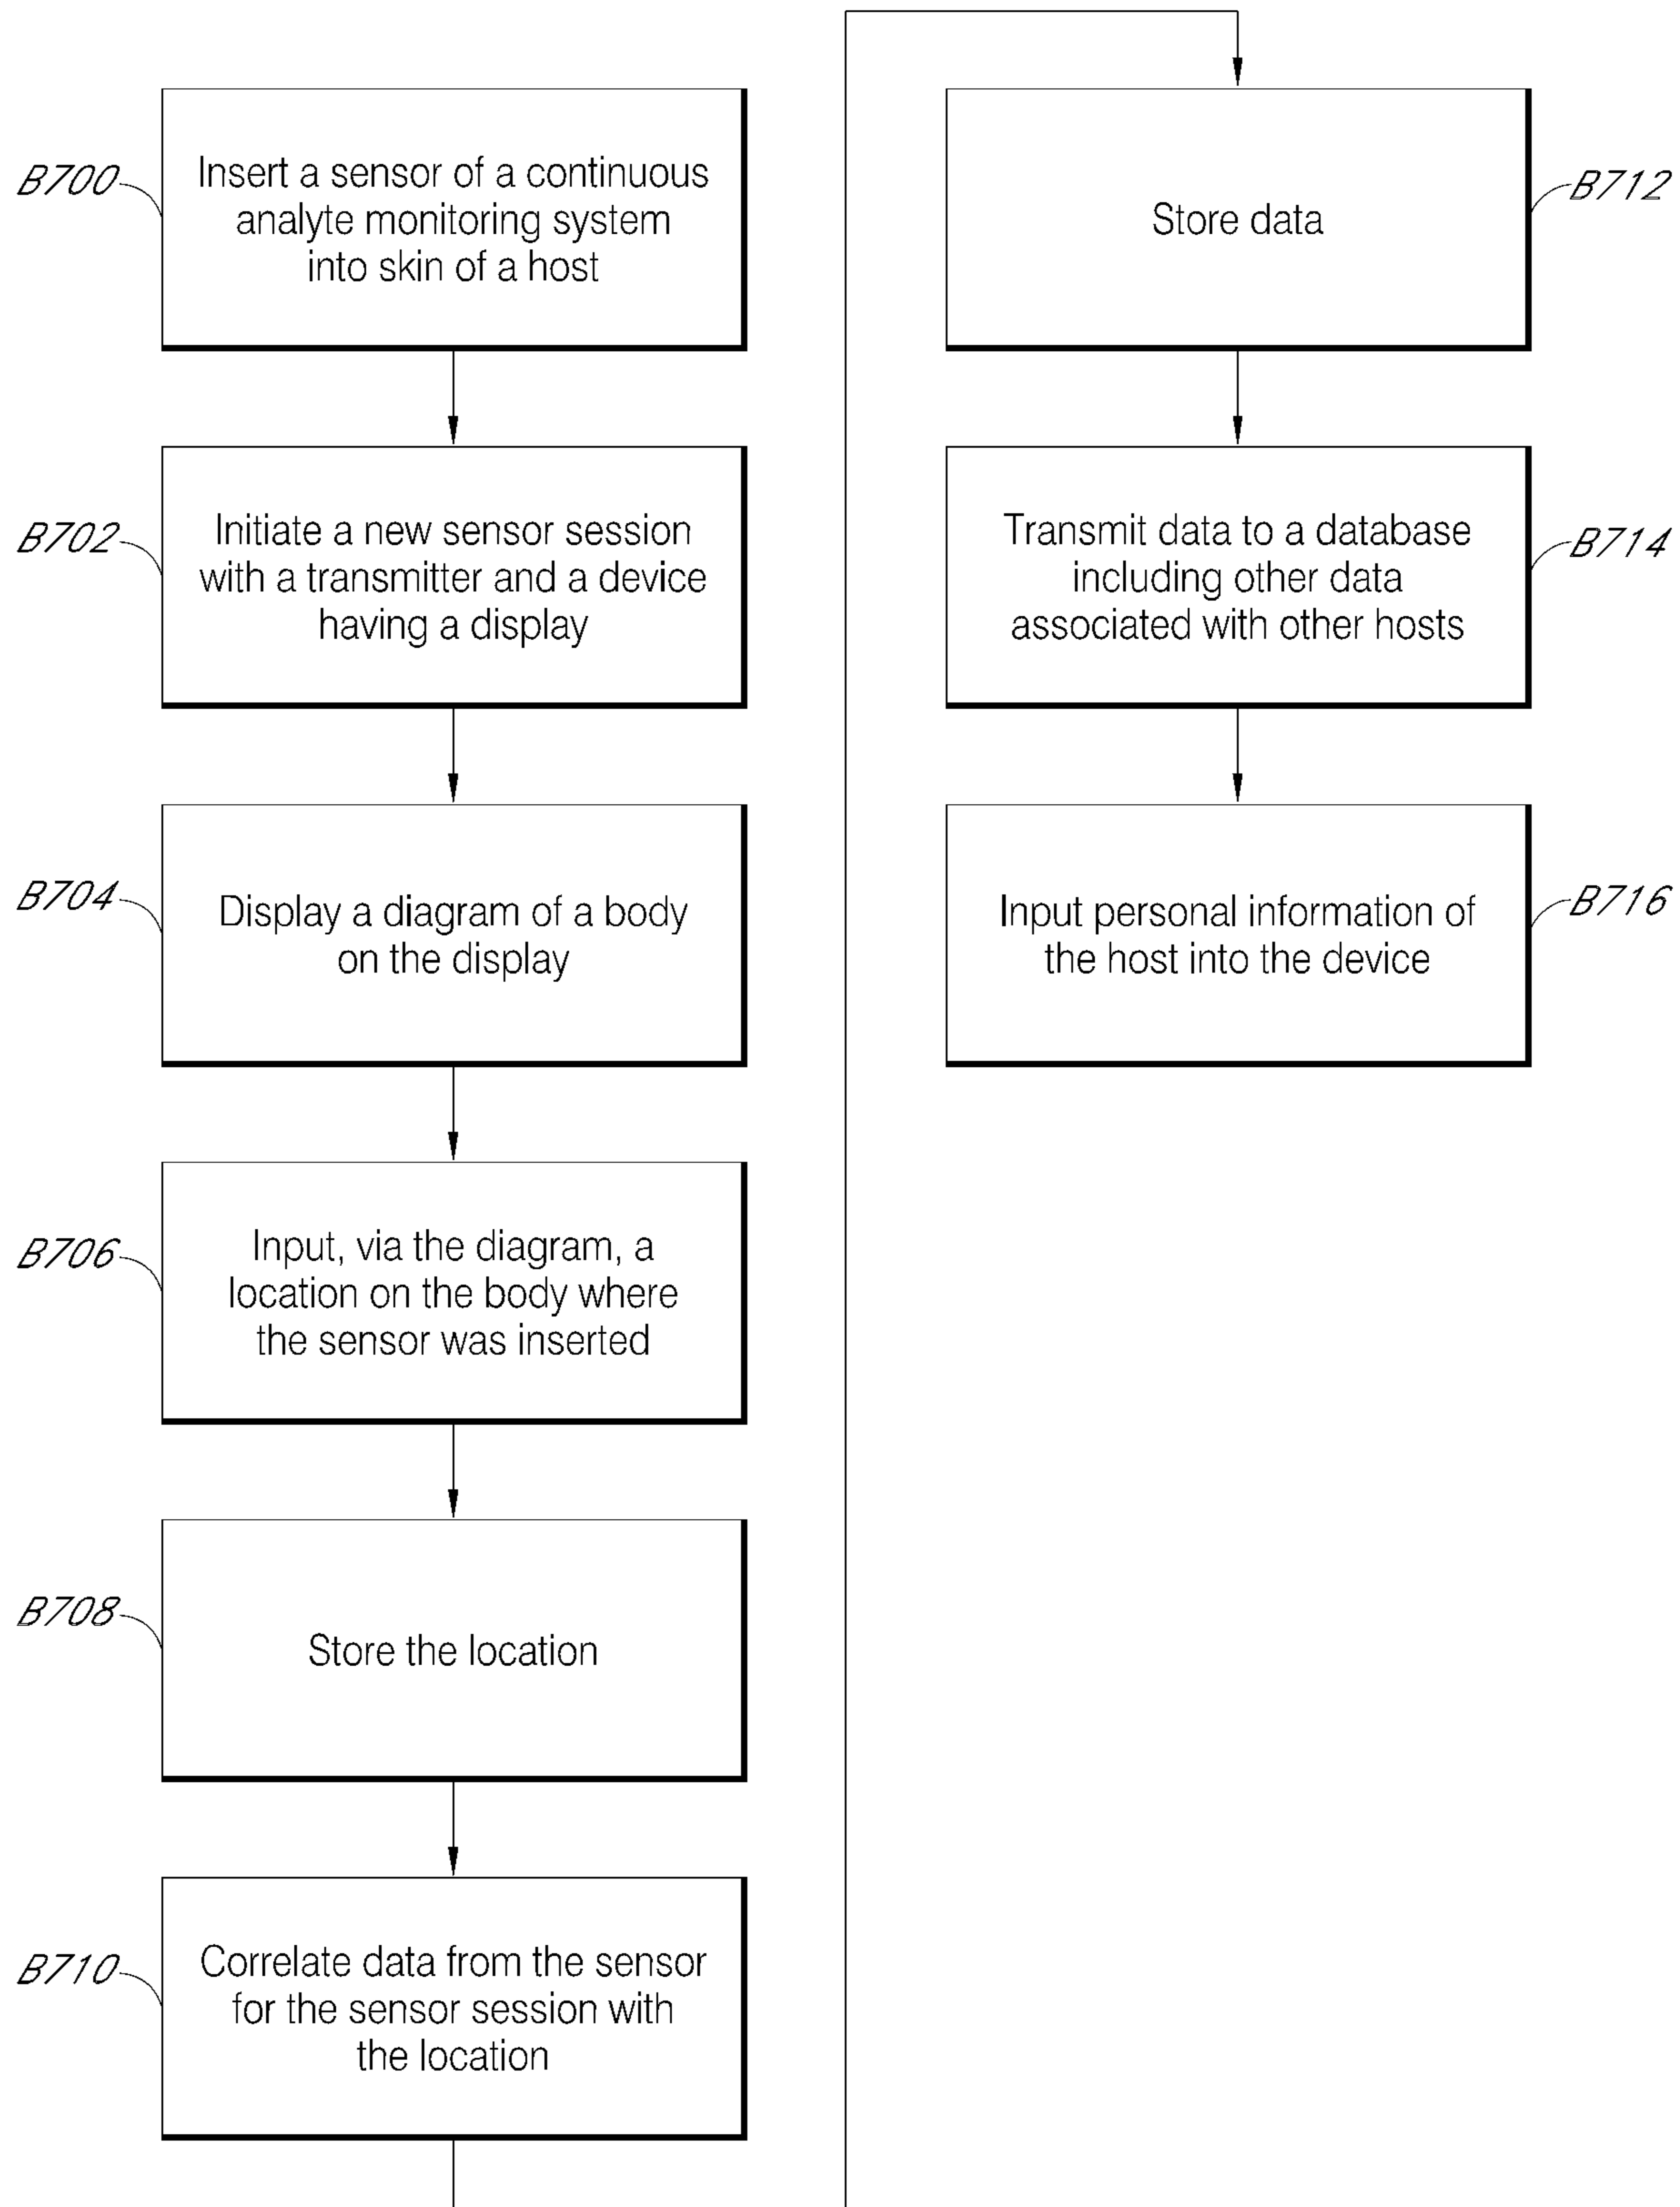 B700
Insert a sensor of a continuous
analyte monitoring system
into skin of a host
B702
Initiate a new sensor session
with a transmitter and a device
having a display
B704
Display a diagram of a body
on the display
B706
Input, via the diagram, a
location on the body where
the sensor was inserted
B708
Store the location
B710
Correlate data from the sensor
for the sensor session with
the location
B712
Store data
B714
Transmit data to a database
including other data
associated with other hosts
B716
Input personal information of
the host into the device